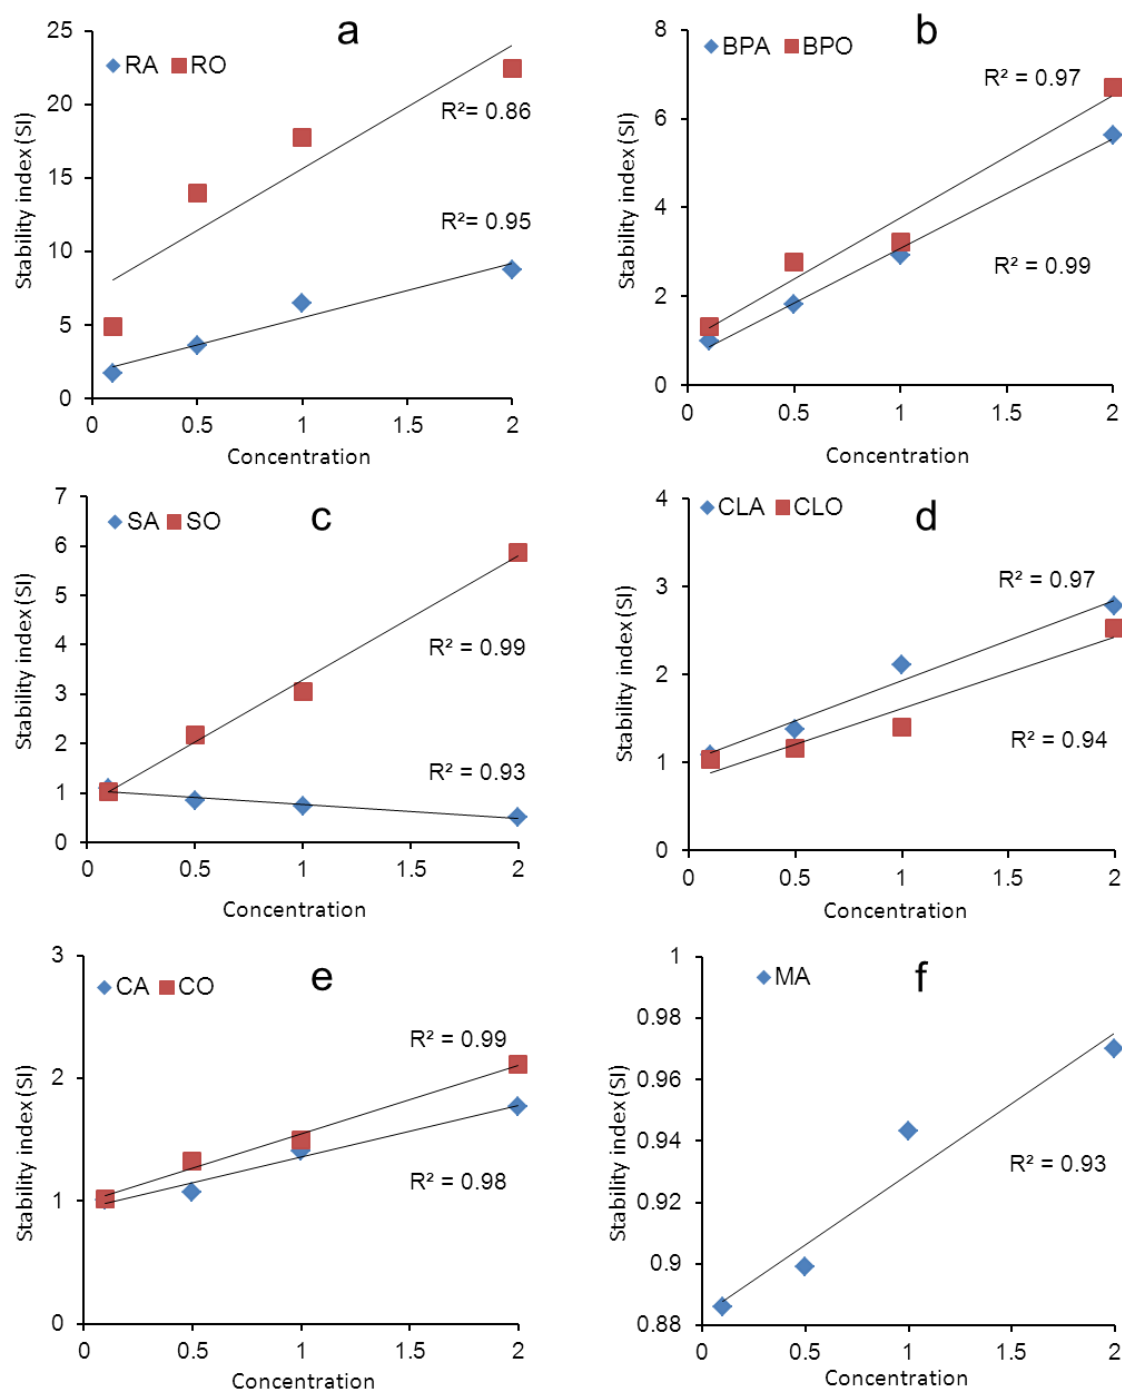 a
RA RO
25
20
15
10
5
0
R²= 0.86
R²= 0.95
0 0.5 1 1.5 2
Concentration
Stability index (SI)
b
BPA BPO
8
6
4
2
0
R² = 0.97
R² = 0.99
0 0.5 1 1.5 2
Concentration
Stability index (SI)
c
SA SO
7
6
5
4
3
2
1
0
R² = 0.99
R² = 0.93
0 0.5 1 1.5 2
Concentration
Stability index (SI)
d
CLA CLO
4
3
2
1
0
R² = 0.97
R² = 0.94
0 0.5 1 1.5 2
Concentration
Stability index (SI)
e
CA CO
3
2
1
0
R² = 0.99
R² = 0.98
0 0.5 1 1.5 2
Concentration
Stability index (SI)
f
MA
1
0.98
0.96
0.94
0.92
0.9
0.88
R² = 0.93
0 0.5 1 1.5 2
Concentration
Stability index (SI)